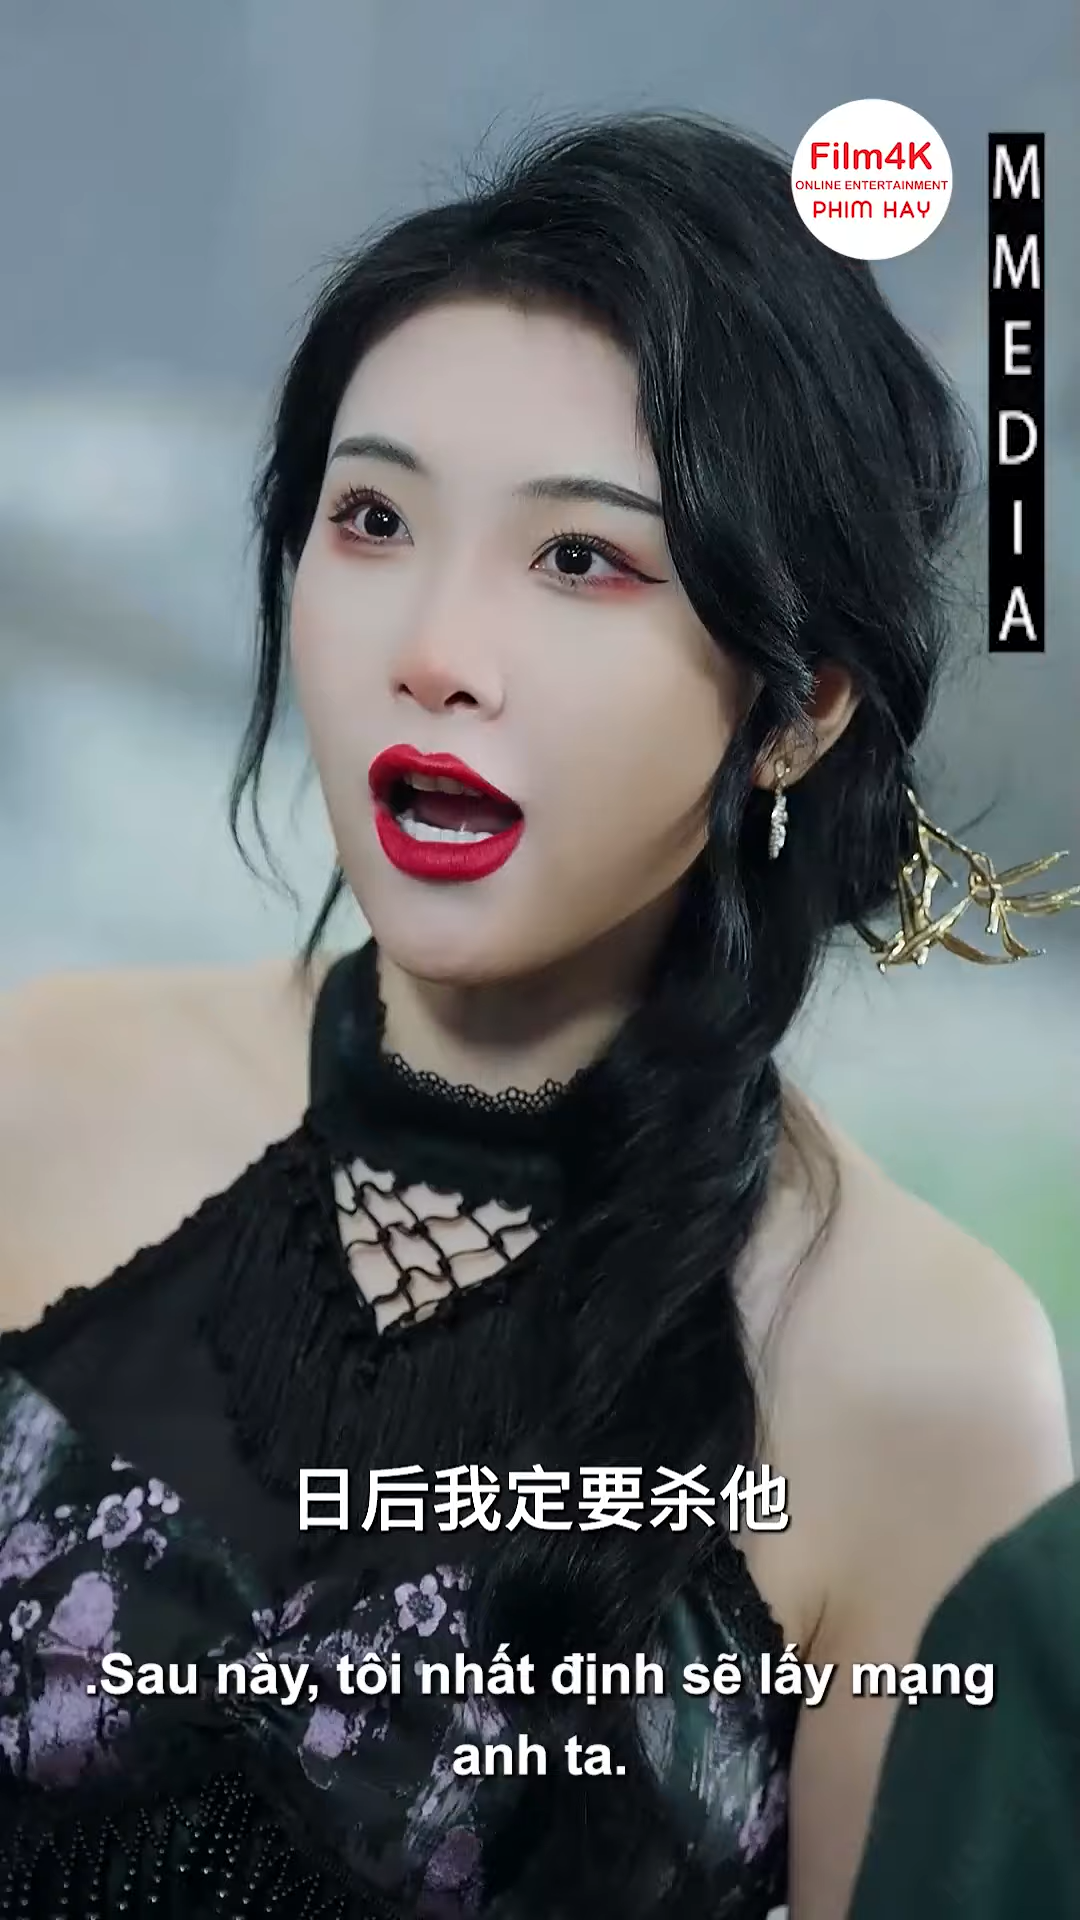 Film4K
ONLINE ENTERTAINMENT
PHIM HAY
MMEDIA
日后我定要杀他
.Sau này, tôi nhất định sẽ lấy mạng
anh ta.